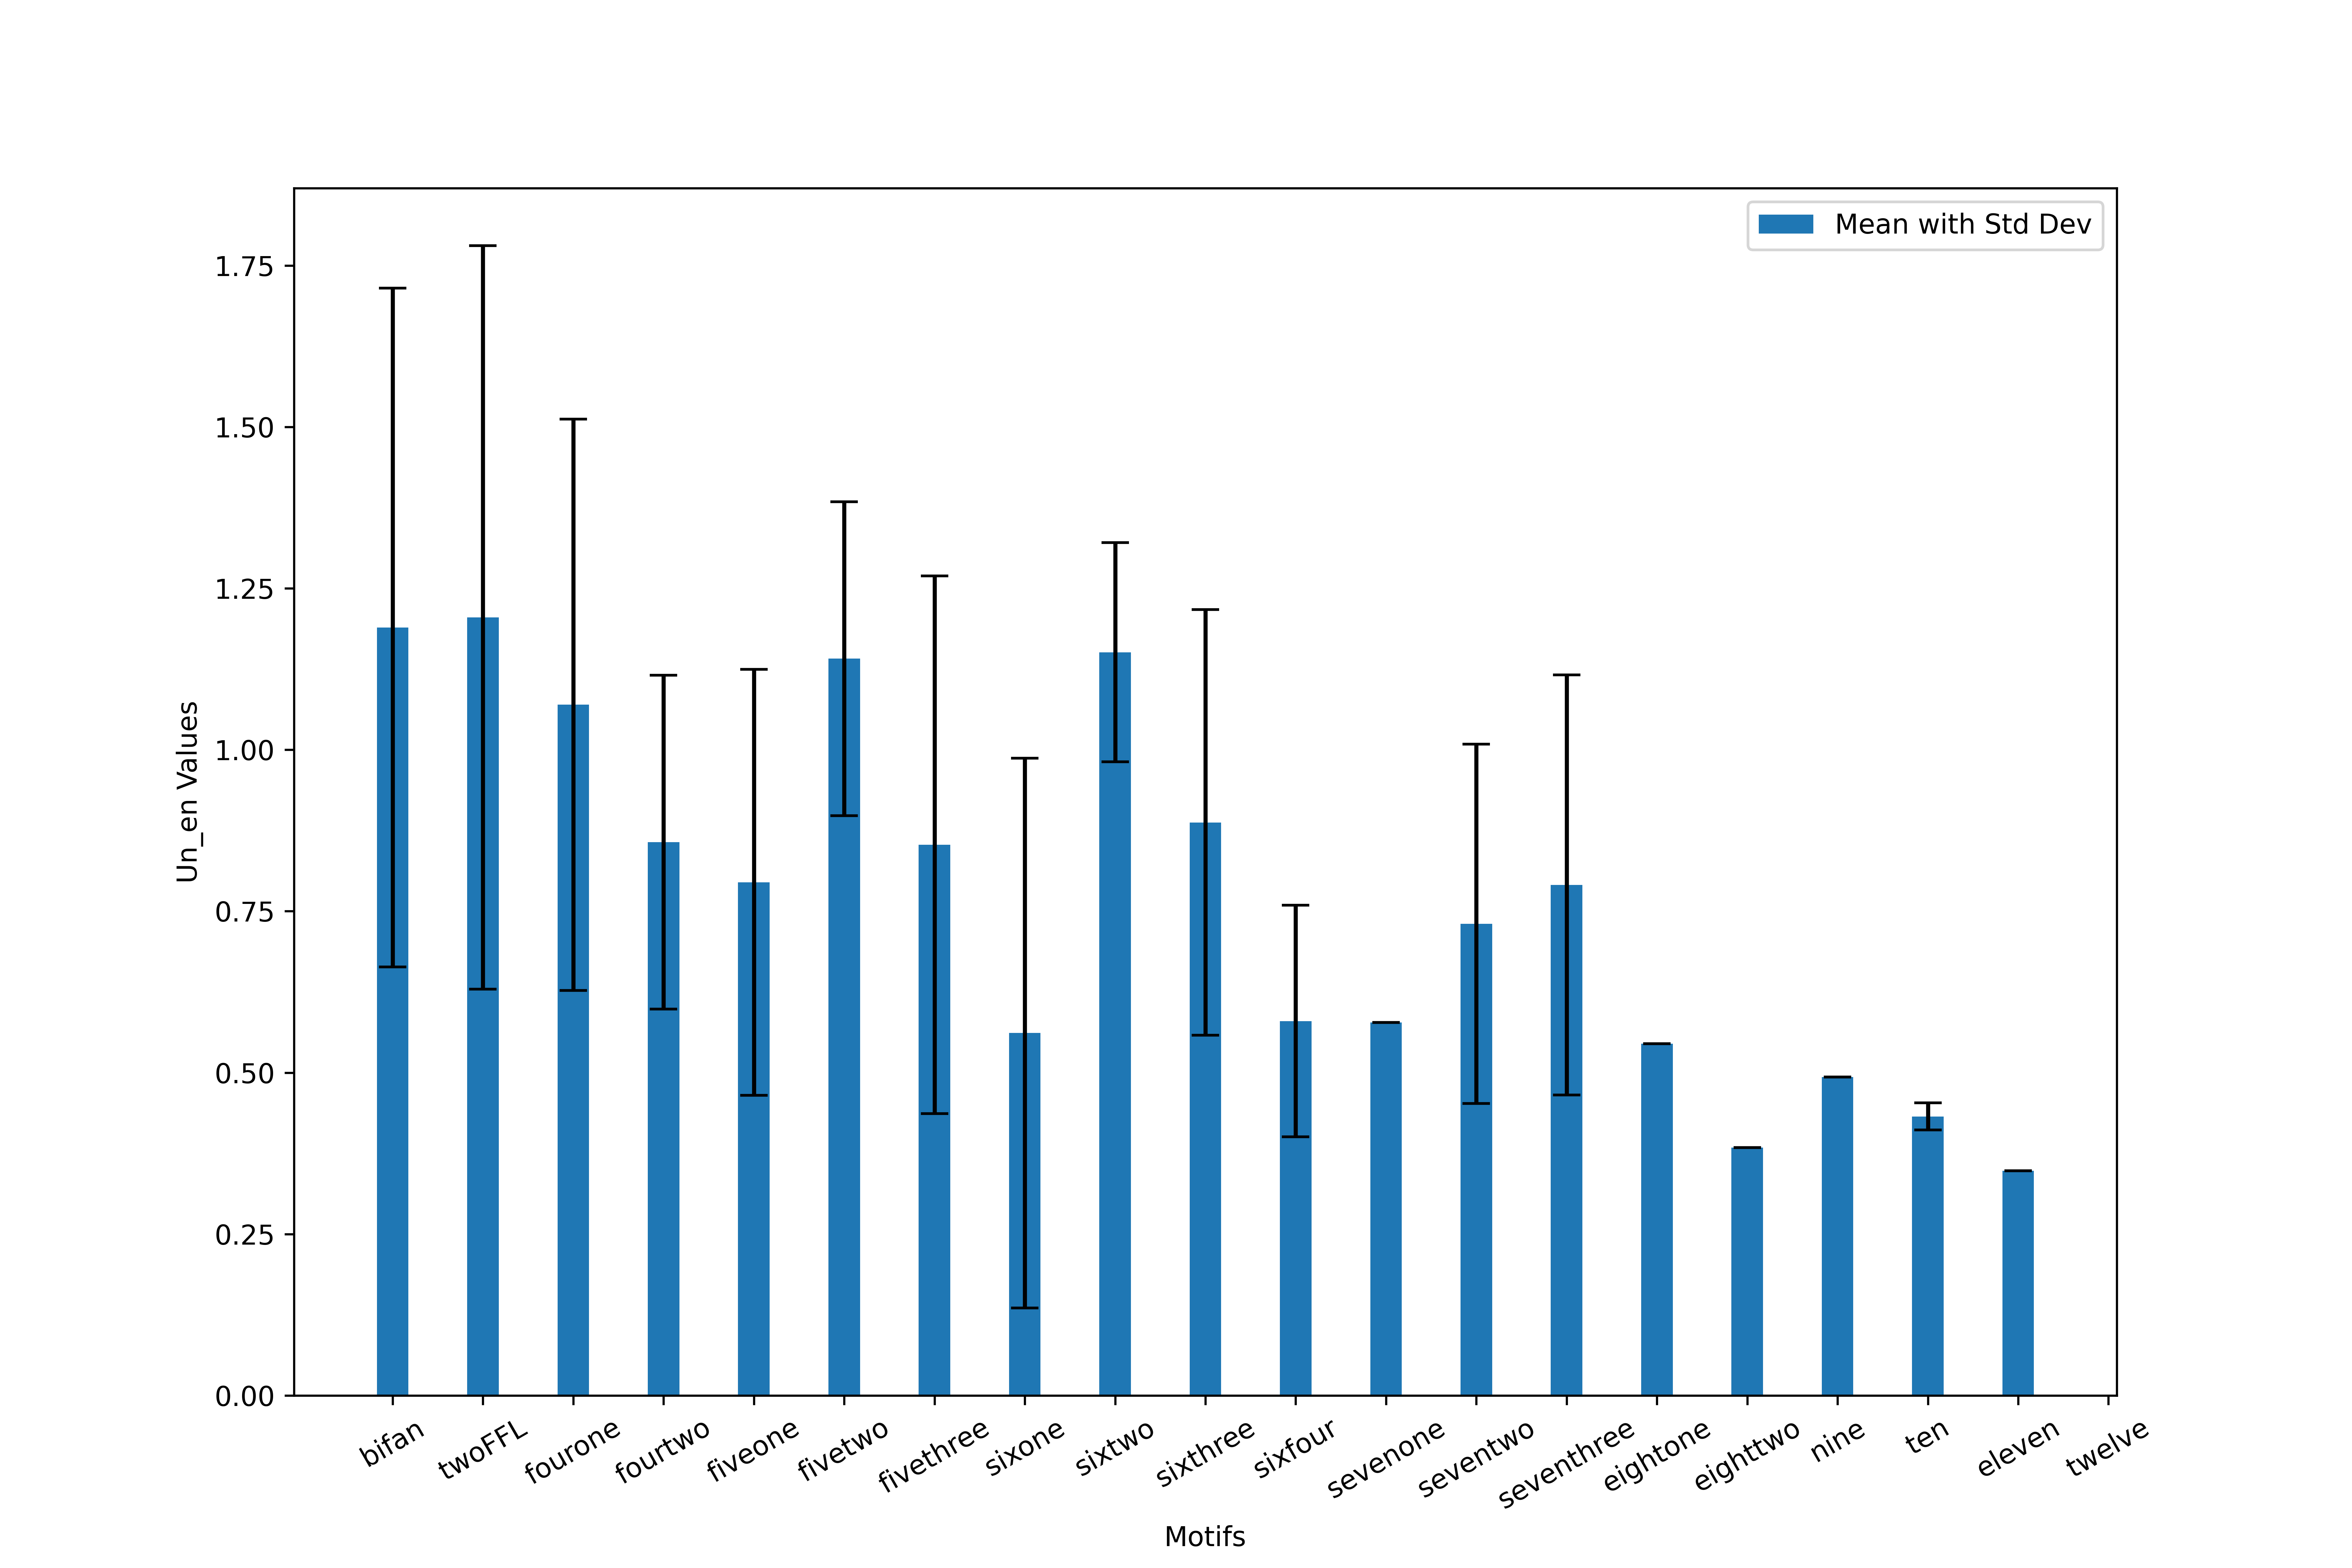 Mean with Std Dev
1.75
1.50
1.25
1.00
0.75
0.50
0.25
0.00
Un_en Values
bifan twoFFL fourone fourtwo fiveone fivetwo fivethree sixone sixtwo sixthree sixfour sevenone seventwo seventhree eightone eighttwo nine ten eleven twelve
Motifs